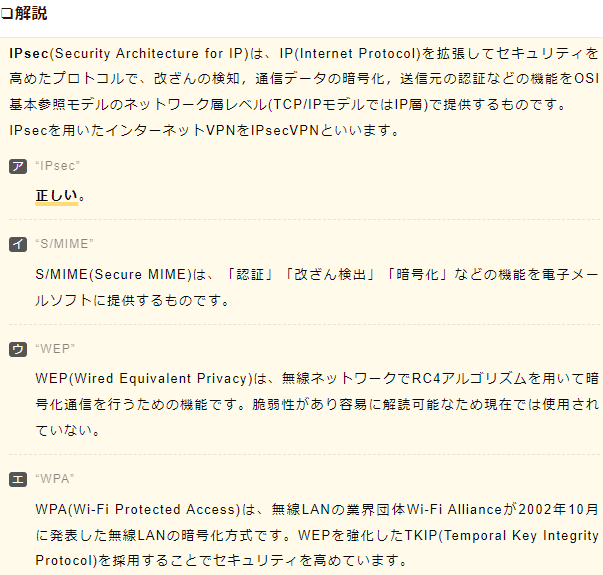 ❏解説
IPsec(Security Architecture for IP)は、IP(Internet Protocol)を拡張してセキュリティを
高めたプロトコルで、改ざんの検知，通信データの暗号化，送信元の認証などの機能をOSI
基本参照モデルのネットワーク層レベル(TCP/IPモデルではIP層)で提供するものです。
IPsecを用いたインターネットVPNをIPsecVPNといいます。
ア “IPsec”
正しい。
イ “S/MIME”
S/MIME(Secure MIME)は、「認証」「改ざん検出」「暗号化」などの機能を電子メー
ルソフトに提供するものです。
ウ “WEP”
WEP(Wired Equivalent Privacy)は、無線ネットワークでRC4アルゴリズムを用いて暗
号化通信を行うための機能です。脆弱性があり容易に解読可能なため現在では使用され
ていない。
エ “WPA”
WPA(Wi-Fi Protected Access)は、無線LANの業界団体Wi-Fi Allianceが2002年10月
に発表した無線LANの暗号化方式です。WEPを強化したTKIP(Temporal Key Integrity
Protocol)を採用することでセキュリティを高めています。